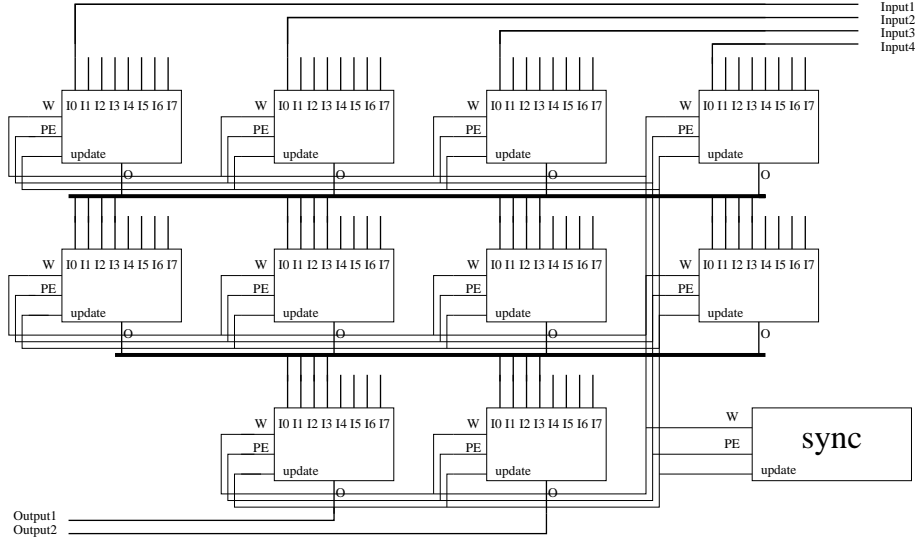 Input1
Input2
Input3
Input4
W I0 I1 I2 I3 I4 I5 I6 I7 I0 I1 I2 I3 I4 I5 I6 I7 W I0 I1 I2 I3 I4 I5 I6 I7 W I0 I1 I2 I3 I4 I5 I6 I7 W
PE PE PE PE
update update update update
O O O O
W I0 I1 I2 I3 I4 I5 I6 I7 W I0 I1 I2 I3 I4 I5 I6 I7 W I0 I1 I2 I3 I4 I5 I6 I7 W I0 I1 I2 I3 I4 I5 I6 I7
PE PE PE PE
update update update update
O O O O
W I0 I1 I2 I3 I4 I5 I6 I7 W I0 I1 I2 I3 I4 I5 I6 I7 W
PE PE PE sync
update update update
O O
Output1
Output2